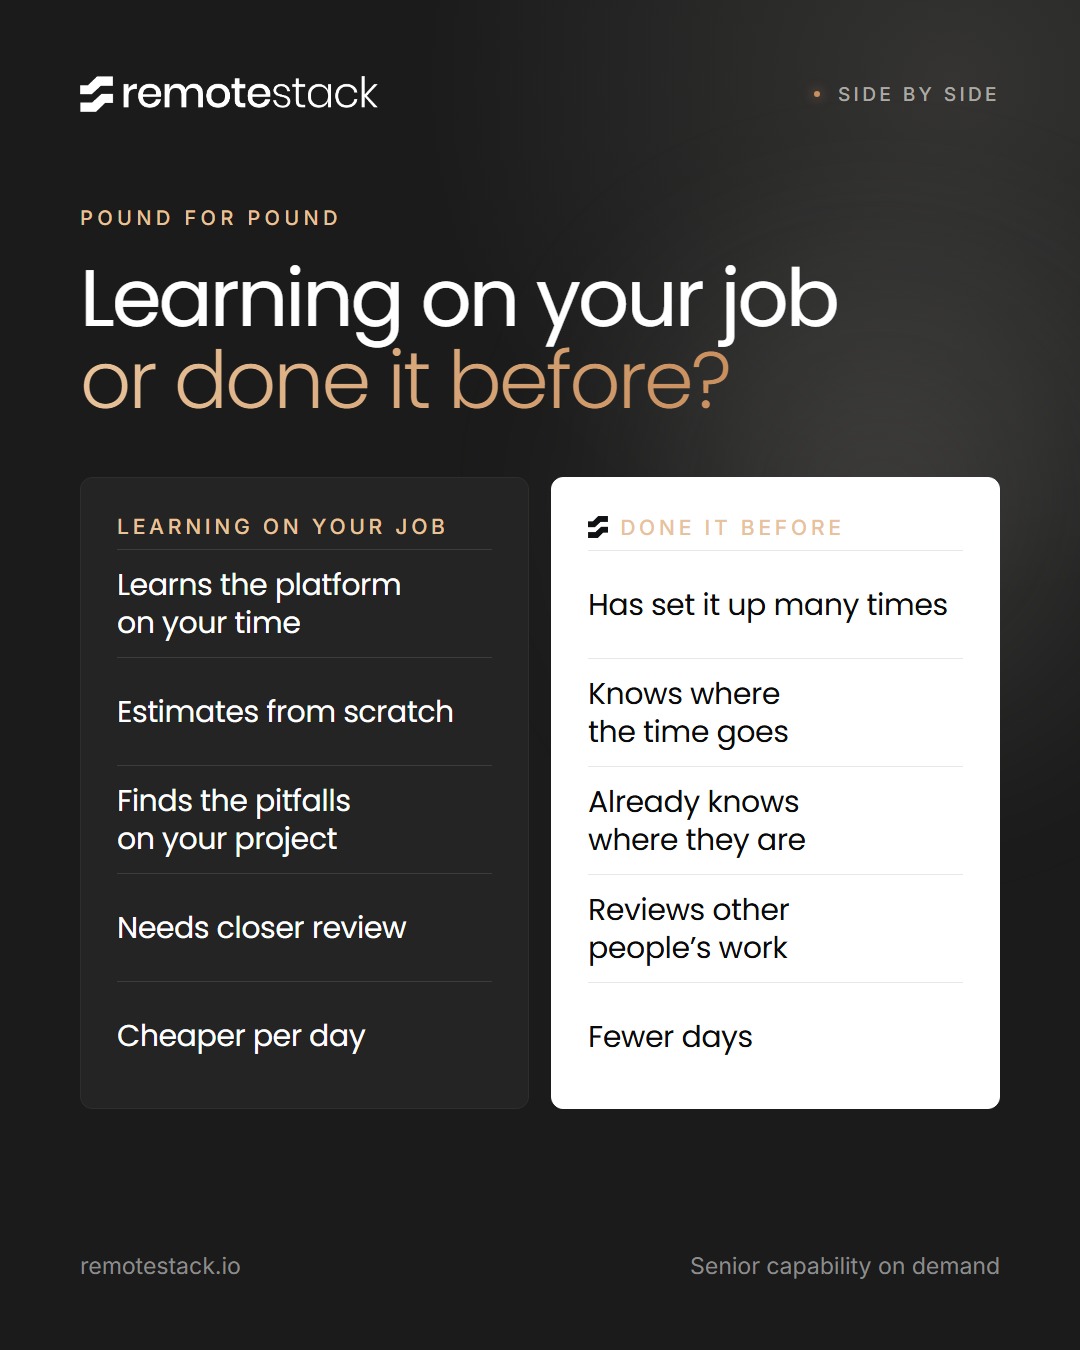 remotestack
SIDE BY SIDE
POUND FOR POUND
Learning on your job
or done it before?
LEARNING ON YOUR JOB
Learns the platform
on your time
Estimates from scratch
Finds the pitfalls
on your project
Needs closer review
Cheaper per day
DONE IT BEFORE
Has set it up many times
Knows where
the time goes
Already knows
where they are
Reviews other
people’s work
Fewer days
remotestack.io
Senior capability on demand